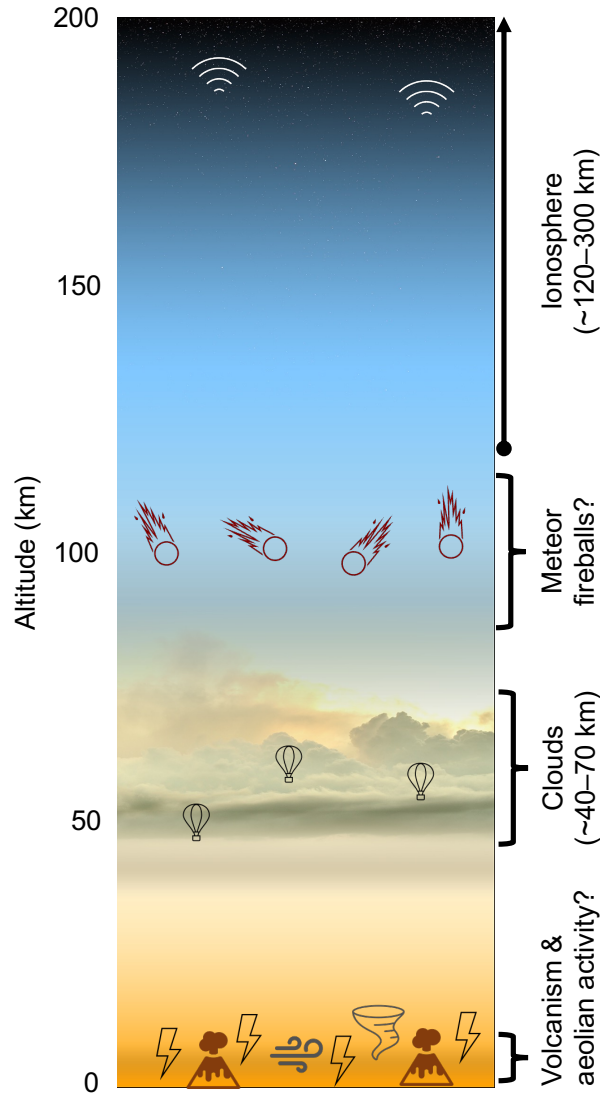 200
150
100
50
0
Altitude (km)
Ionosphere
(~120–300 km)
Meteor
fireballs?
Clouds
(~40–70 km)
Volcanism &
aeolian activity?